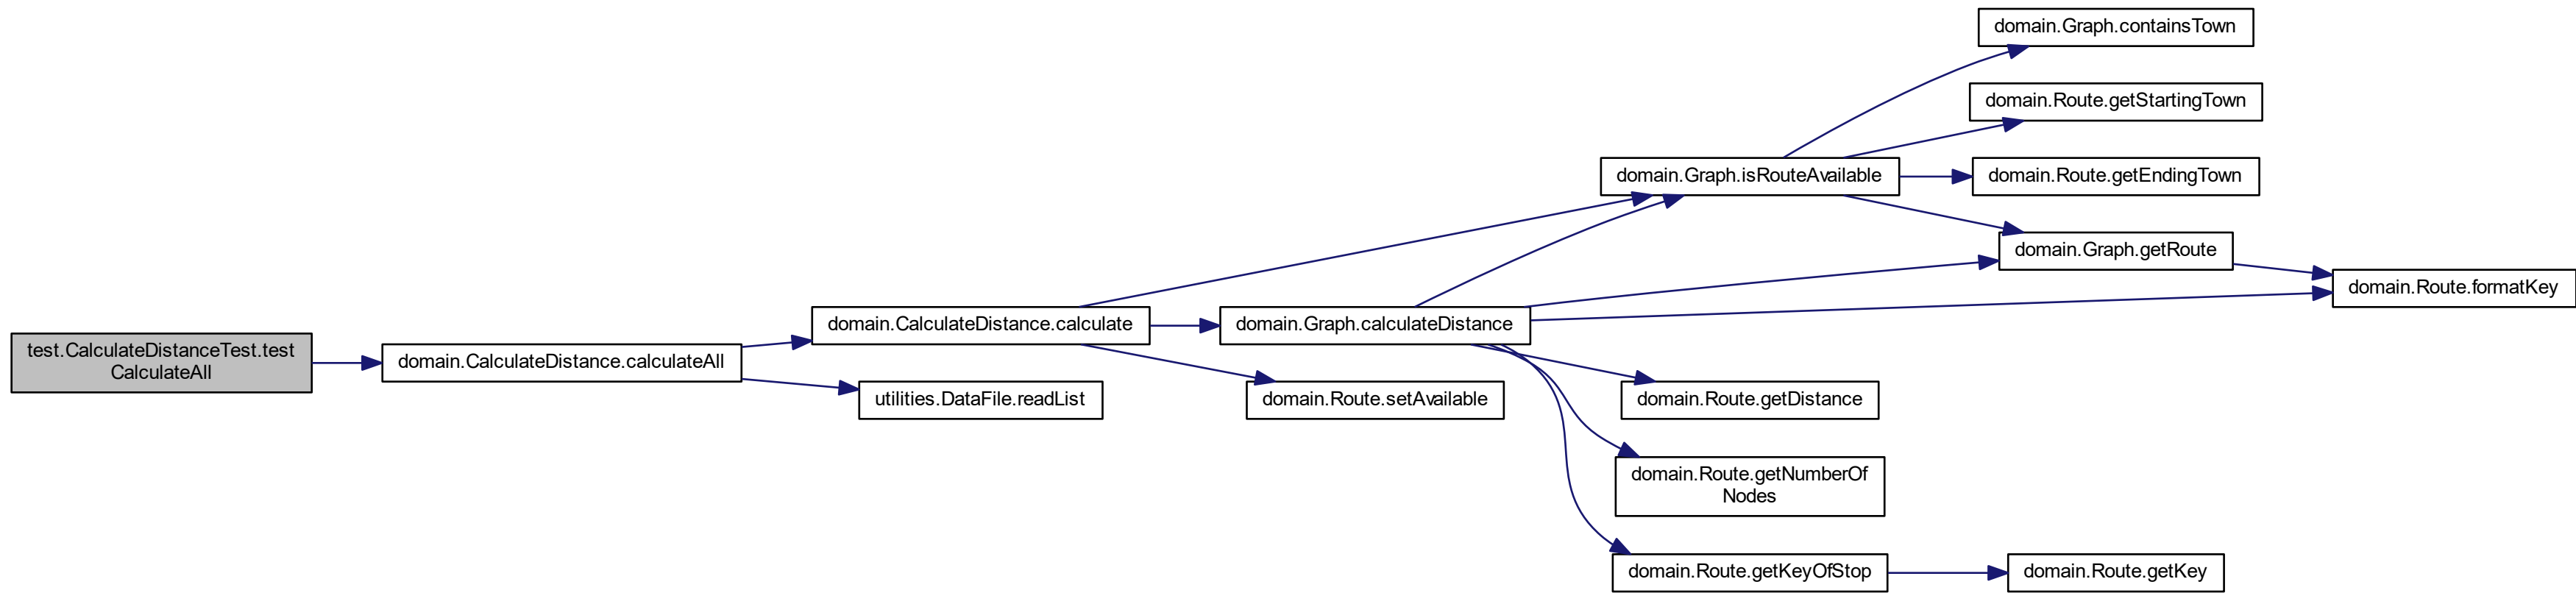 domain.Graph.containsTown
domain.Route.getStartingTown
domain.Graph.isRouteAvailable
domain.Route.getEndingTown
domain.Graph.getRoute
domain.Route.formatKey
domain.CalculateDistance.calculate
domain.Graph.calculateDistance
test.CalculateDistanceTest.test
CalculateAll
domain.CalculateDistance.calculateAll
utilities.DataFile.readList
domain.Route.setAvailable
domain.Route.getDistance
domain.Route.getNumberOf
Nodes
domain.Route.getKeyOfStop
domain.Route.getKey